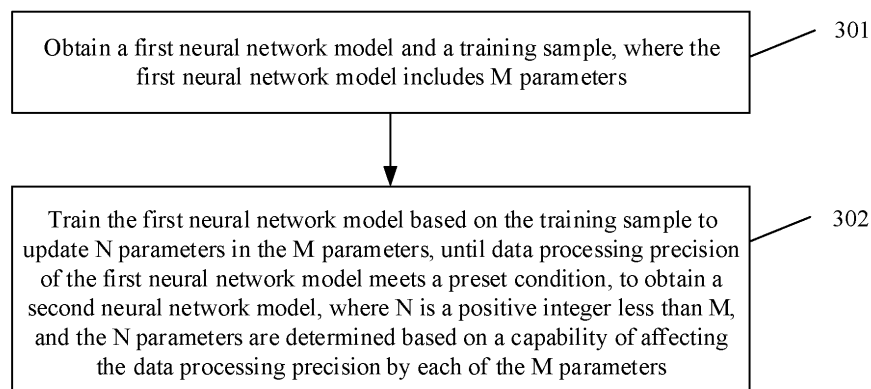 Obtain a first neural network model and a training sample, where the
first neural network model includes M parameters
301
Train the first neural network model based on the training sample to
update N parameters in the M parameters, until data processing precision
of the first neural network model meets a preset condition, to obtain a
second neural network model, where N is a positive integer less than M,
and the N parameters are determined based on a capability of affecting
the data processing precision by each of the M parameters
302